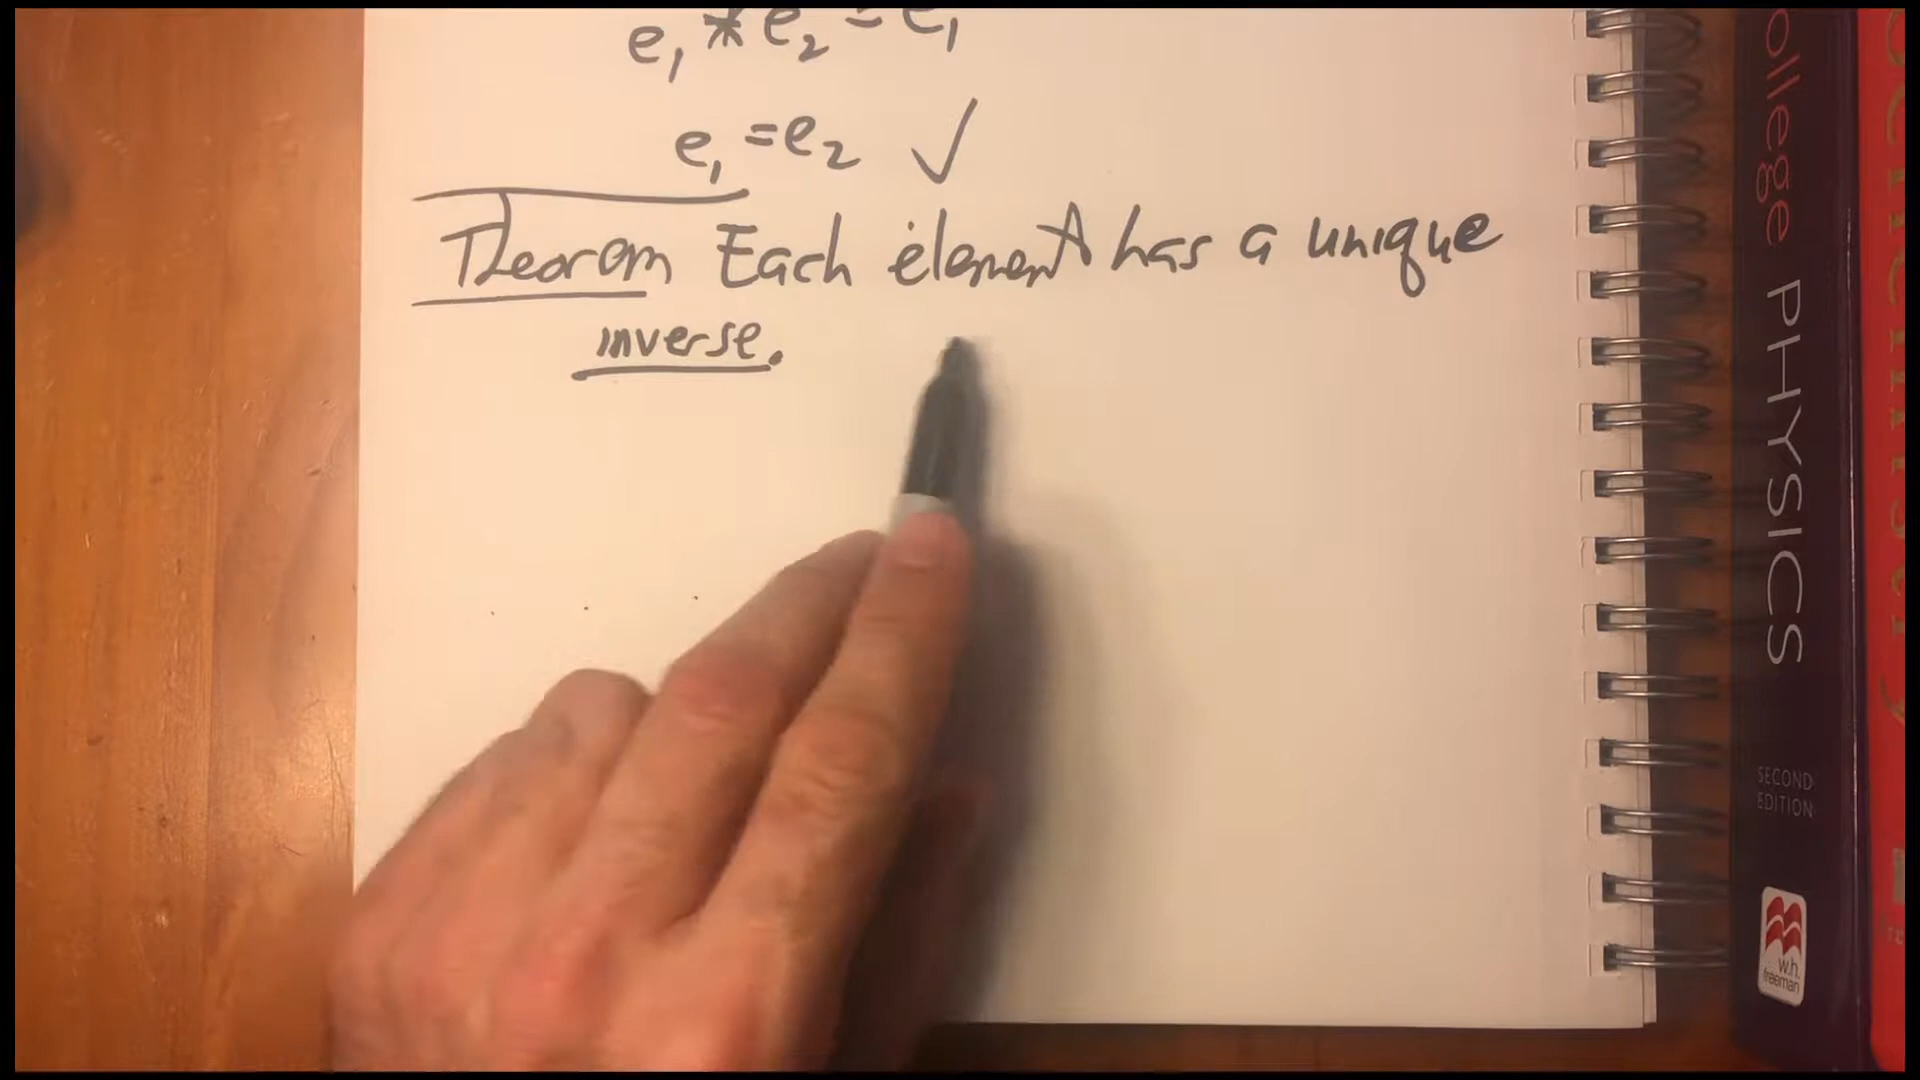 e₁ * e₂ = e₁
e₁ = e₂ ✓
Theorem Each element has a unique
inverse.
ollege PHYSICS
SECOND
EDITION
w.h.
freeman